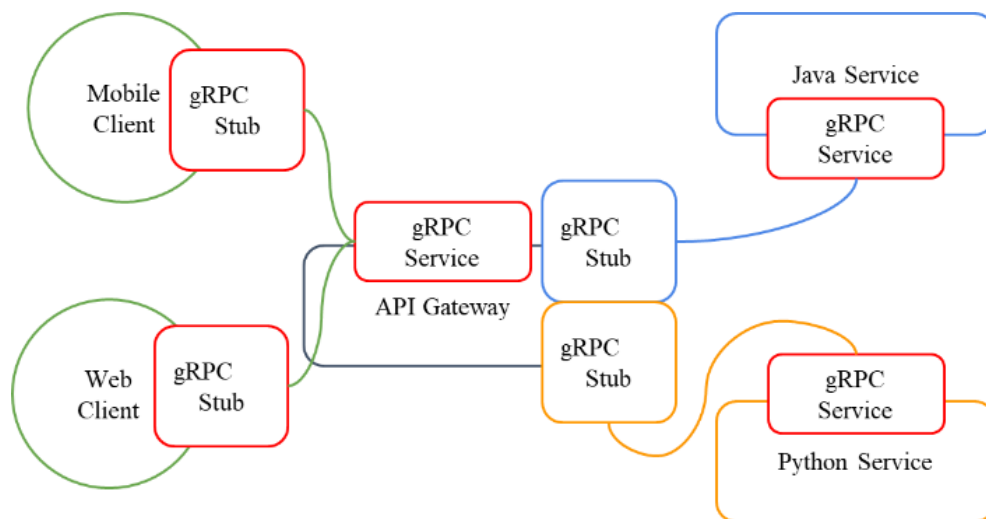 Mobile
Client
gRPC
Stub
Java Service
gRPC
Service
gRPC
Service
API Gateway
gRPC
Stub
gRPC
Stub
Web
Client
gRPC
Stub
gRPC
Service
Python Service